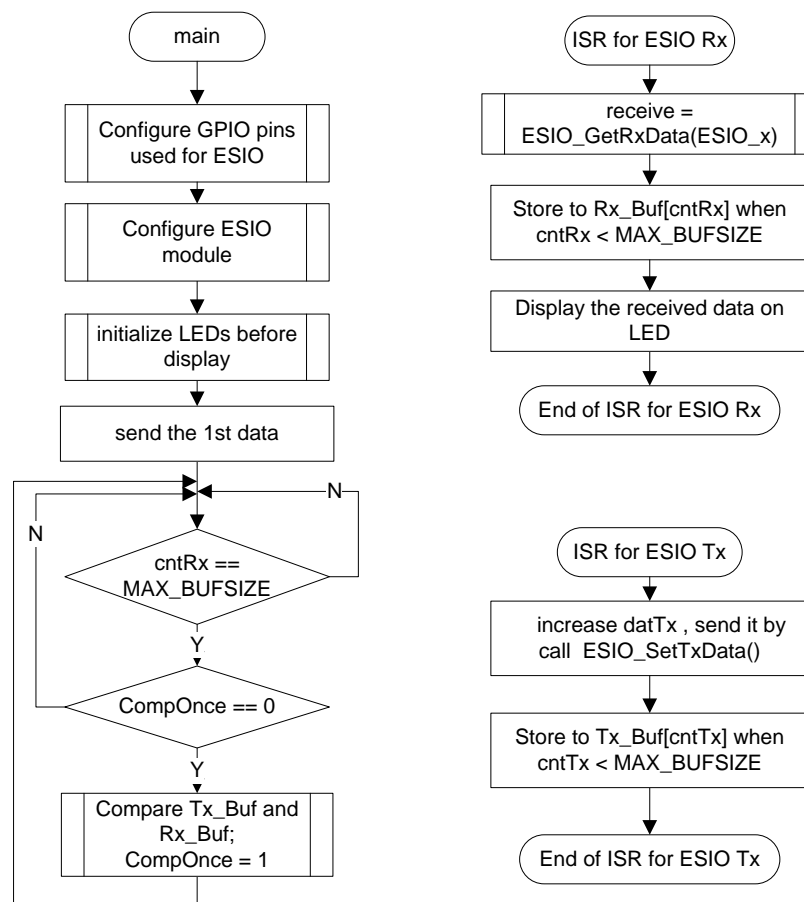 main
Configure GPIO pins
used for ESIO
Configure ESIO
module
initialize LEDs before
display
send the 1st data
N
N
cntRx ==
MAX_BUFSIZE
Y
CompOnce == 0
Y
Compare Tx_Buf and
Rx_Buf;
CompOnce = 1
ISR for ESIO Rx
receive =
ESIO_GetRxData(ESIO_x)
Store to Rx_Buf[cntRx] when
cntRx < MAX_BUFSIZE
Display the received data on
LED
End of ISR for ESIO Rx
ISR for ESIO Tx
increase datTx , send it by
call ESIO_SetTxData()
Store to Tx_Buf[cntTx] when
cntTx < MAX_BUFSIZE
End of ISR for ESIO Tx